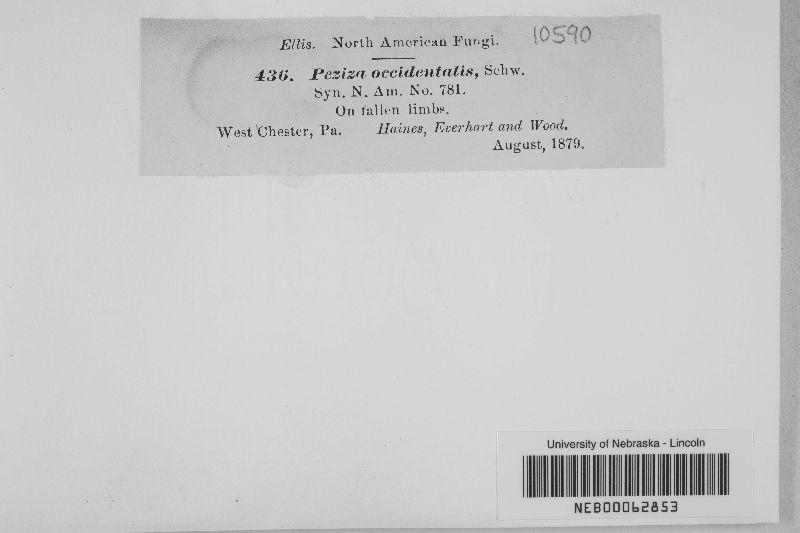 Ellis. North American Fungi. 10590
436. Peziza occidentalis, Schw.
Syn. N. Am. No. 781.
On fallen limbs.
West Chester, Pa. Haines, Everhart and Wood.
August, 1879.
University of Nebraska - Lincoln
NEB00062853